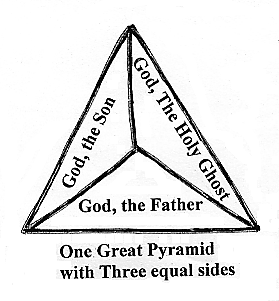 God, the Son
God, The Holy Ghost
God, the Father
One Great Pyramid
with Three equal sides